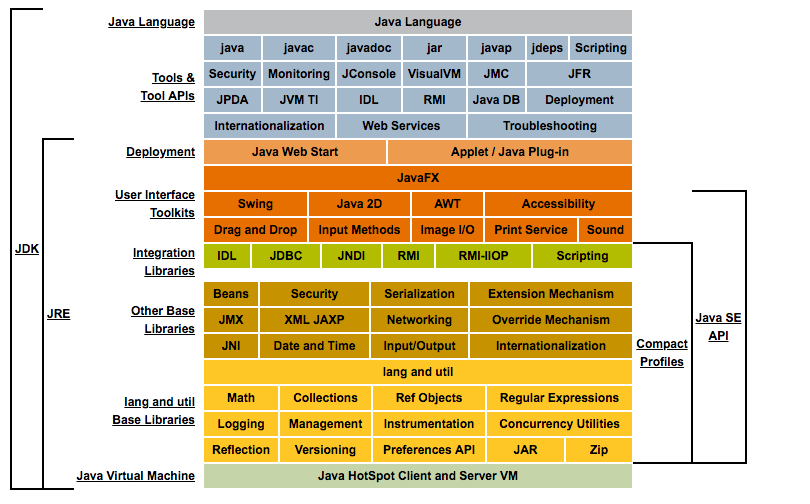 Java Language Java Language
java javac javadoc jar javap jdeps Scripting
Tools &
Tool APIs
Security Monitoring JConsole VisualVM JMC JFR
JPDA JVM TI IDL RMI Java DB Deployment
Internationalization Web Services Troubleshooting
Deployment Java Web Start Applet / Java Plug-in
JavaFX
User Interface
Toolkits
Swing Java 2D AWT Accessibility
Drag and Drop Input Methods Image I/O Print Service Sound
Integration
Libraries
IDL JDBC JNDI RMI RMI-IIOP Scripting
JDK
JRE
Other Base
Libraries
Beans Security Serialization Extension Mechanism
JMX XML JAXP Networking Override Mechanism
JNI Date and Time Input/Output Internationalization
Java SE
API
Compact
Profiles
lang and util
lang and util
Base Libraries
Math Collections Ref Objects Regular Expressions
Logging Management Instrumentation Concurrency Utilities
Reflection Versioning Preferences API JAR Zip
Java Virtual Machine Java HotSpot Client and Server VM